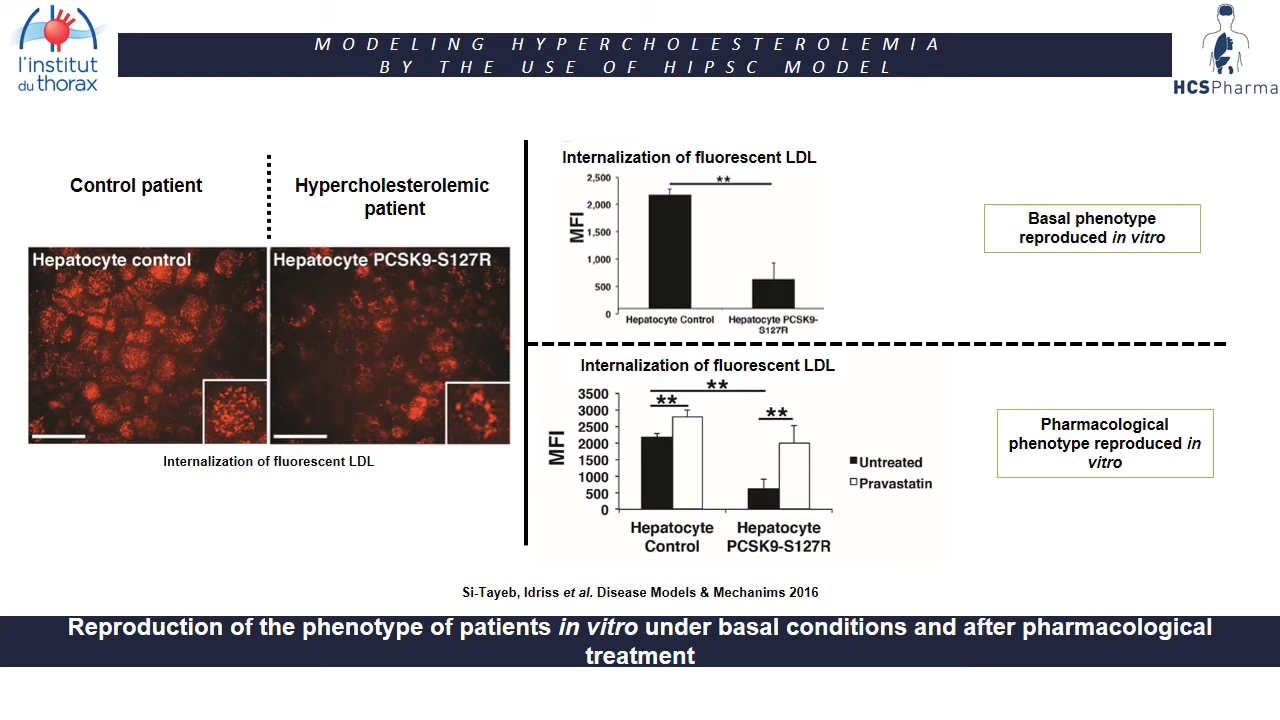 l'institut
du thorax
MODELING HYPERCHOLESTEROLEMIA
BY THE USE OF HIPSC MODEL
HCSPharma
Control patient
Hypercholesterolemic
patient
Hepatocyte control
Hepatocyte PCSK9-S127R
Internalization of fluorescent LDL
Internalization of fluorescent LDL
MFI
2,500
2,000
1,500
1,000
500
0
**
Hepatocyte Control
Hepatocyte PCSK9-
S127R
Basal phenotype
reproduced in vitro
Internalization of fluorescent LDL
MFI
3500
3000
2500
2000
1500
1000
500
0
**
**
**
Untreated
Pravastatin
Hepatocyte
Control
Hepatocyte
PCSK9-S127R
Pharmacological
phenotype reproduced in
vitro
Si-Tayeb, Idriss et al. Disease Models & Mechanims 2016
Reproduction of the phenotype of patients in vitro under basal conditions and after pharmacological
treatment